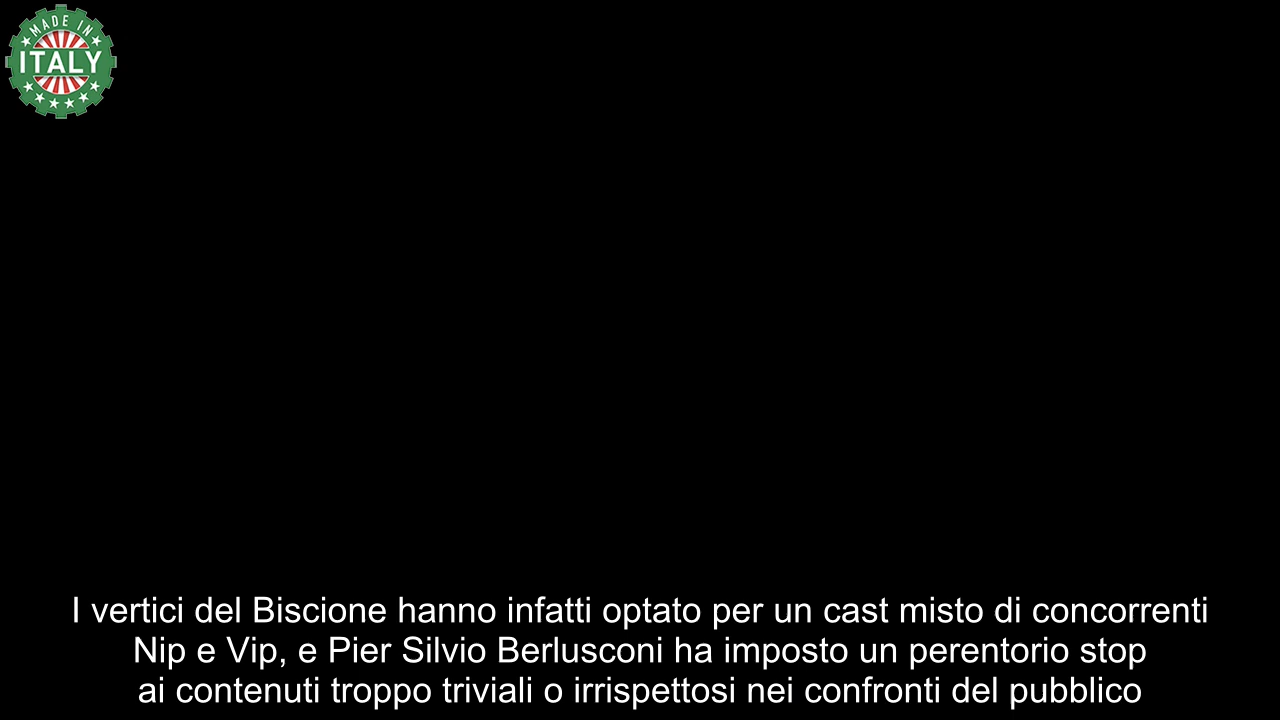 MADE IN
ITALY
I vertici del Biscione hanno infatti optato per un cast misto di concorrenti
Nip e Vip, e Pier Silvio Berlusconi ha imposto un perentorio stop
ai contenuti troppo triviali o irrispettosi nei confronti del pubblico